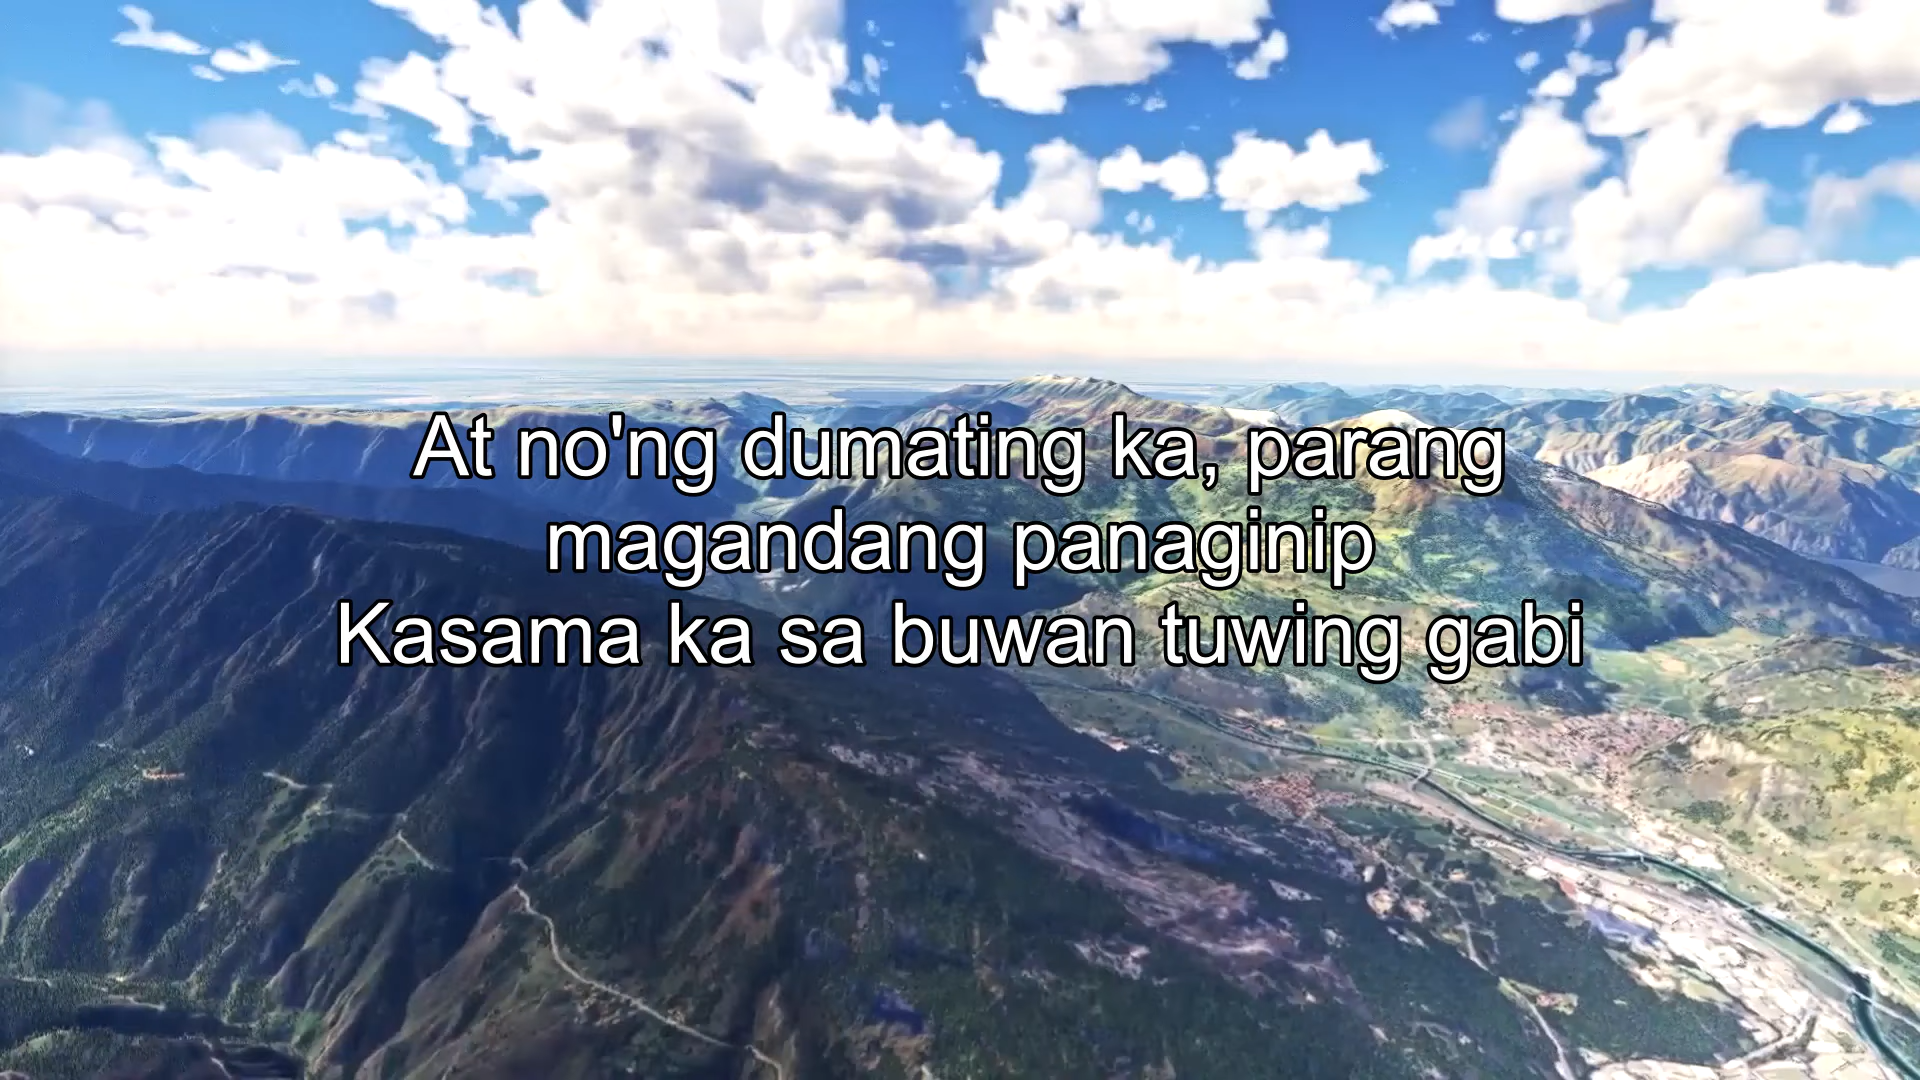 At no'ng dumating ka, parang
magandang panaginip
Kasama ka sa buwan tuwing gabi